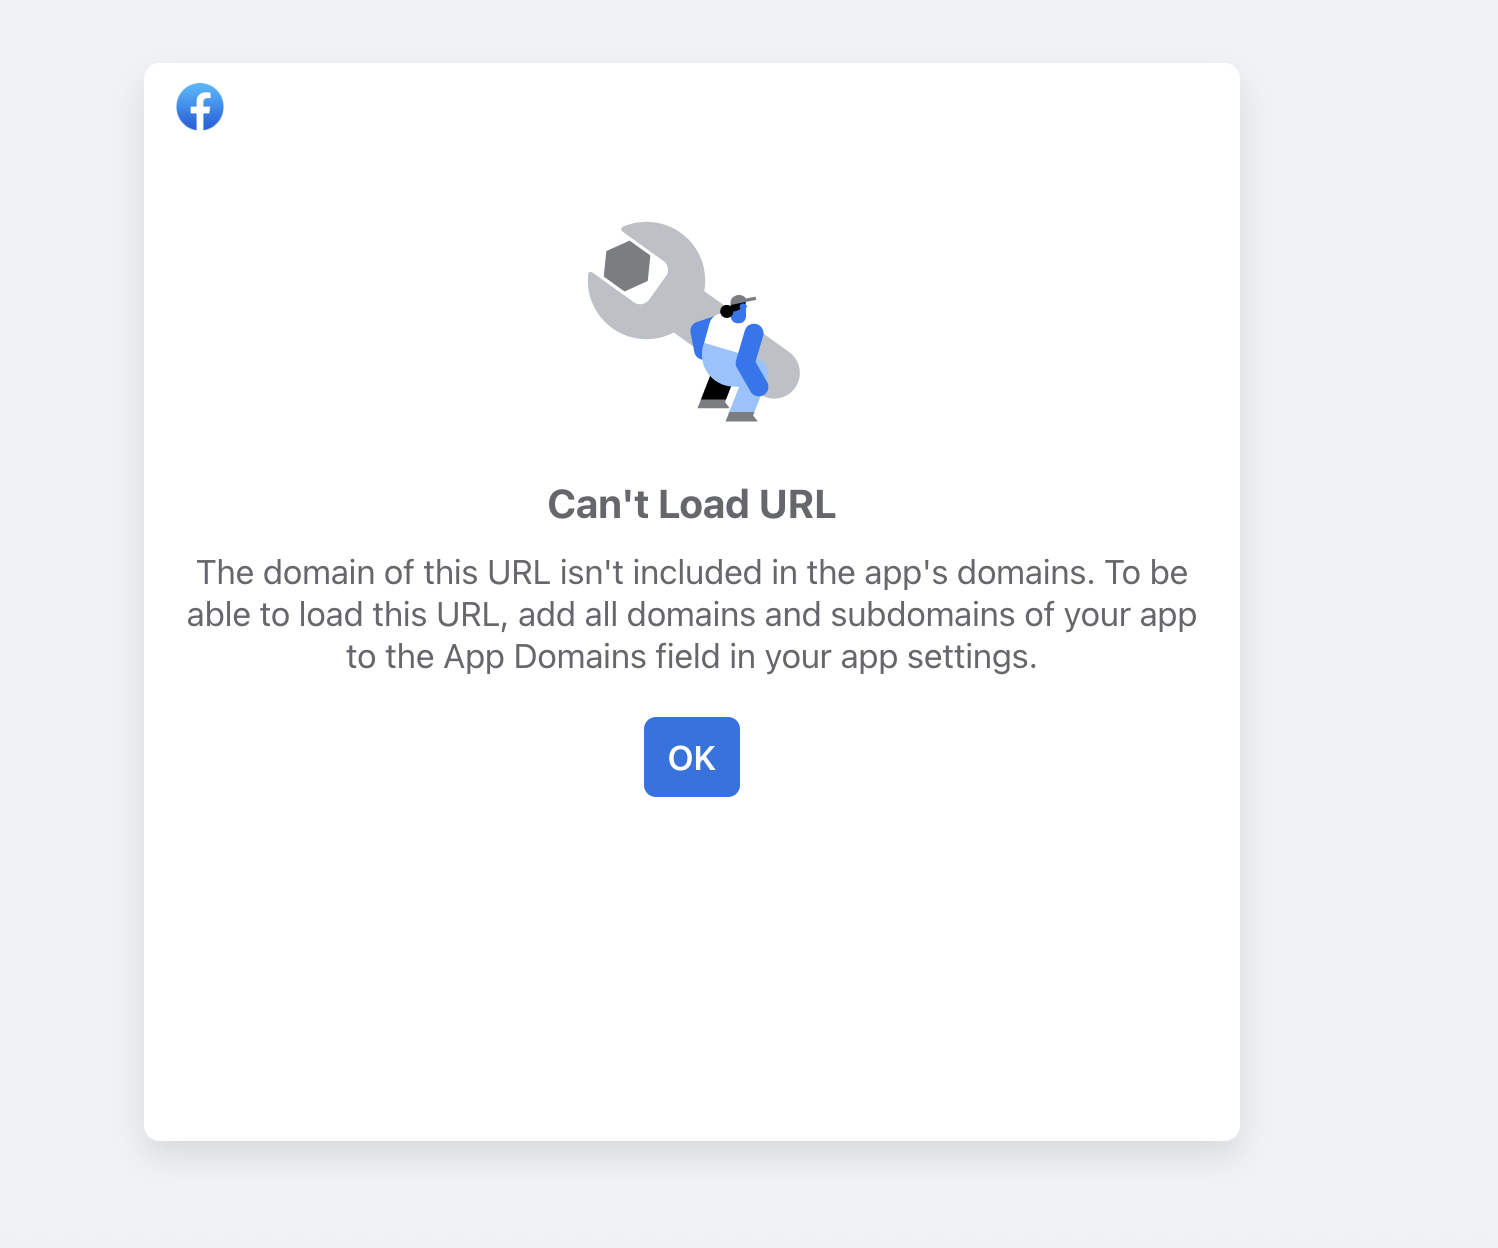 Can't Load URL
The domain of this URL isn't included in the app's domains. To be
able to load this URL, add all domains and subdomains of your app
to the App Domains field in your app settings.
OK